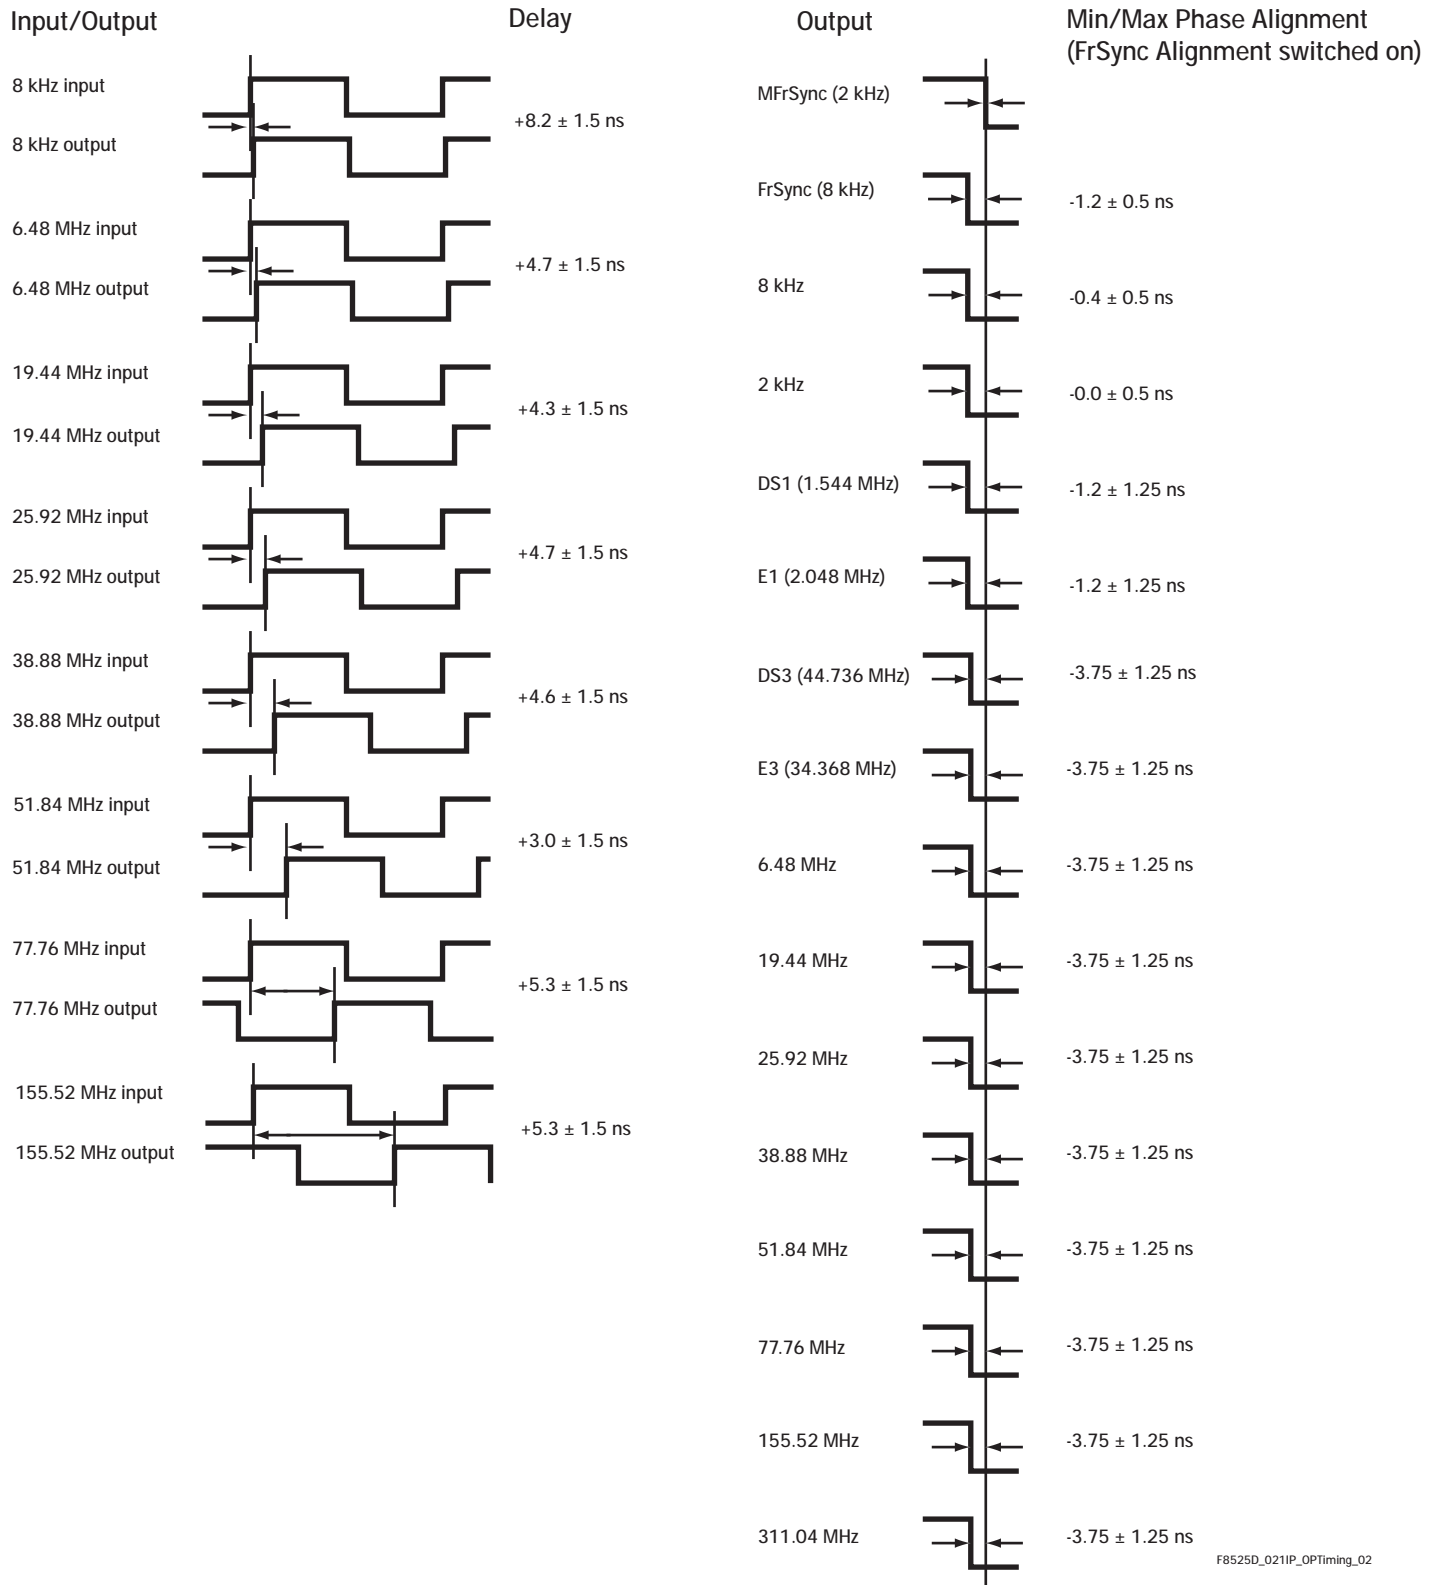 Input/Output
Delay
8 kHz input
8 kHz output
+8.2 ± 1.5 ns
6.48 MHz input
6.48 MHz output
+4.7 ± 1.5 ns
19.44 MHz input
19.44 MHz output
+4.3 ± 1.5 ns
25.92 MHz input
25.92 MHz output
+4.7 ± 1.5 ns
38.88 MHz input
38.88 MHz output
+4.6 ± 1.5 ns
51.84 MHz input
51.84 MHz output
+3.0 ± 1.5 ns
77.76 MHz input
77.76 MHz output
+5.3 ± 1.5 ns
155.52 MHz input
155.52 MHz output
+5.3 ± 1.5 ns
Output
Min/Max Phase Alignment
(FrSync Alignment switched on)
MFrSync (2 kHz)
FrSync (8 kHz)
-1.2 ± 0.5 ns
8 kHz
-0.4 ± 0.5 ns
2 kHz
-0.0 ± 0.5 ns
DS1 (1.544 MHz)
-1.2 ± 1.25 ns
E1 (2.048 MHz)
-1.2 ± 1.25 ns
DS3 (44.736 MHz)
-3.75 ± 1.25 ns
E3 (34.368 MHz)
-3.75 ± 1.25 ns
6.48 MHz
-3.75 ± 1.25 ns
19.44 MHz
-3.75 ± 1.25 ns
25.92 MHz
-3.75 ± 1.25 ns
38.88 MHz
-3.75 ± 1.25 ns
51.84 MHz
-3.75 ± 1.25 ns
77.76 MHz
-3.75 ± 1.25 ns
155.52 MHz
-3.75 ± 1.25 ns
311.04 MHz
-3.75 ± 1.25 ns
F8525D_021IP_OPTiming_02